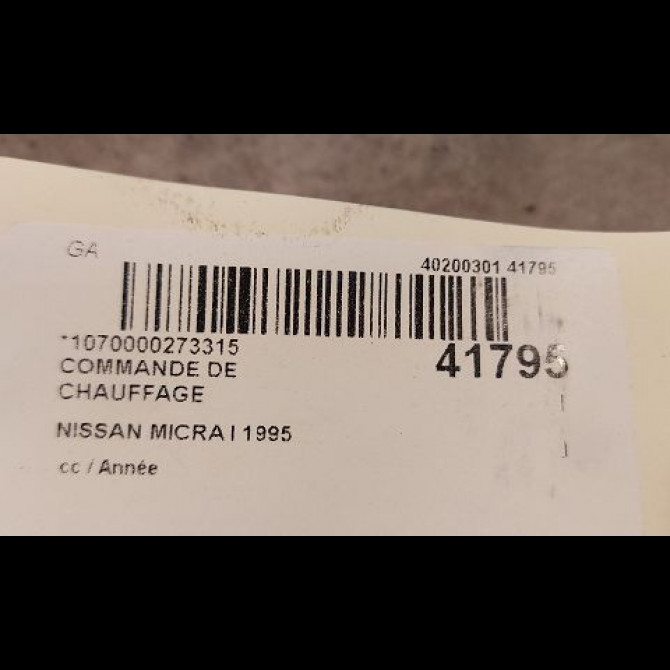 GA
40200301 41795
*1070000273315
41795
COMMANDE DE
CHAUFFAGE
NISSAN MICRA I 1995
cc / Année